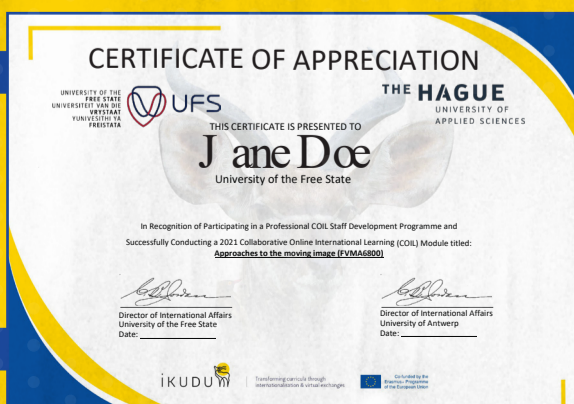 CERTIFICATE OF APPRECIATION
UNIVERSITY OF THE
FREE STATE
UNIVERSITEIT VAN DIE
VRYSTAAT
YUNIVESITHI YA
FREISTATA
UFS
THE HAGUE
UNIVERSITY OF
APPLIED SCIENCES
THIS CERTIFICATE IS PRESENTED TO
Jane Doe
University of the Free State
In Recognition of Participating in a Professional COIL Staff Development Programme and
Successfully Conducting a 2021 Collaborative Online International Learning (COIL) Module titled:
Approaches to the moving image (FVMA6800)
Director of International Affairs
University of the Free State
Date:
Director of International Affairs
University of Antwerp
Date:
iKUDU
Transforming curricula through
internationalisation & virtual exchanges
Co-funded by the
Erasmus+ Programme
of the European Union